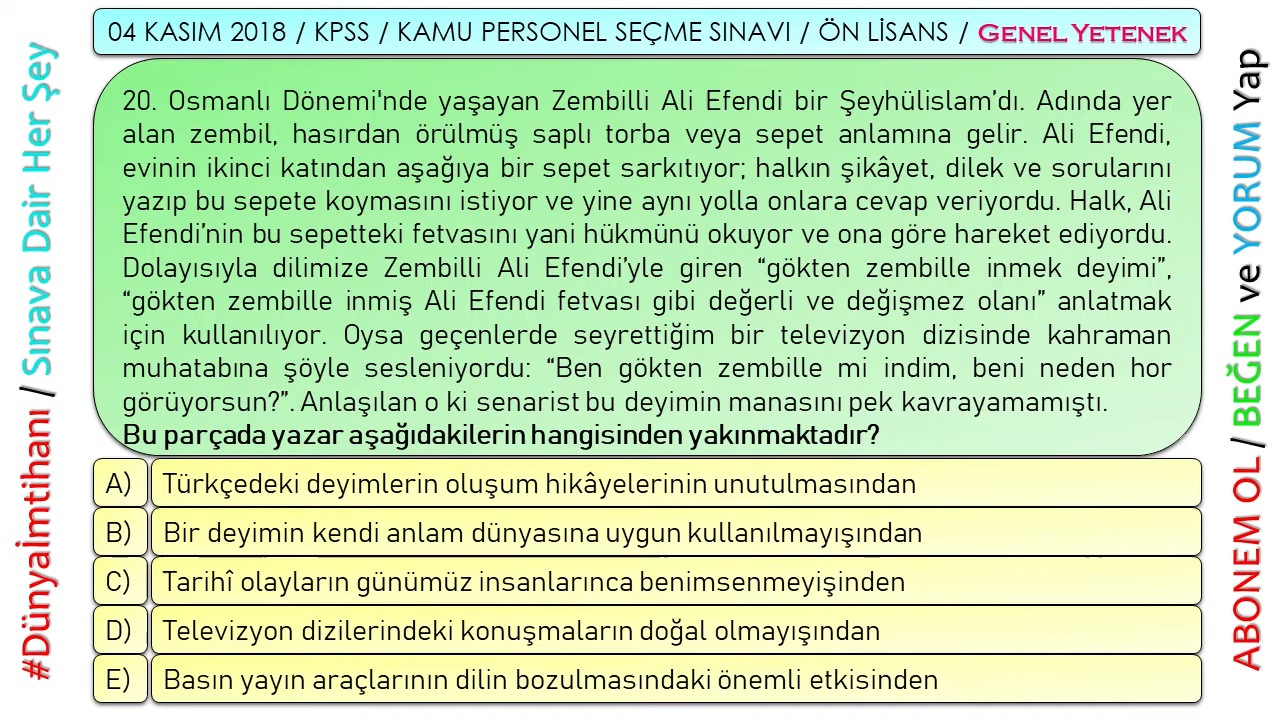 04 KASIM 2018 / KPSS / KAMU PERSONEL SEÇME SINAVI / ÖN LİSANS / GENEL YETENEK
20. Osmanlı Dönemi'nde yaşayan Zembilli Ali Efendi bir Şeyhülislam’dı. Adında yer
alan zembil, hasırdan örülmüş saplı torba veya sepet anlamına gelir. Ali Efendi,
evinin ikinci katından aşağıya bir sepet sarkıtıyor; halkın şikâyet, dilek ve sorularını
yazıp bu sepete koymasını istiyor ve yine aynı yolla onlara cevap veriyordu. Halk, Ali
Efendi’nin bu sepetteki fetvasını yani hükmünü okuyor ve ona göre hareket ediyordu.
Dolayısıyla dilimize Zembilli Ali Efendi’yle giren “gökten zembille inmek deyimi”,
“gökten zembille inmiş Ali Efendi fetvası gibi değerli ve değişmez olanı” anlatmak
için kullanılıyor. Oysa geçenlerde seyrettiğim bir televizyon dizisinde kahraman
muhatabına şöyle sesleniyordu: “Ben gökten zembille mi indim, beni neden hor
görüyorsun?”. Anlaşılan o ki senarist bu deyimin manasını pek kavrayamamıştı.
Bu parçada yazar aşağıdakilerin hangisinden yakınmaktadır?
A) Türkçedeki deyimlerin oluşum hikâyelerinin unutulmasından
B) Bir deyimin kendi anlam dünyasına uygun kullanılmayışından
C) Tarihî olayların günümüz insanlarınca benimsenmeyişinden
D) Televizyon dizilerindeki konuşmaların doğal olmayışından
E) Basın yayın araçlarının dilin bozulmasındaki önemli etkisinden
#Dünyaİmtihanı / Sınava Dair Her Şey
ABONEM OL / BEĞEN ve YORUM Yap